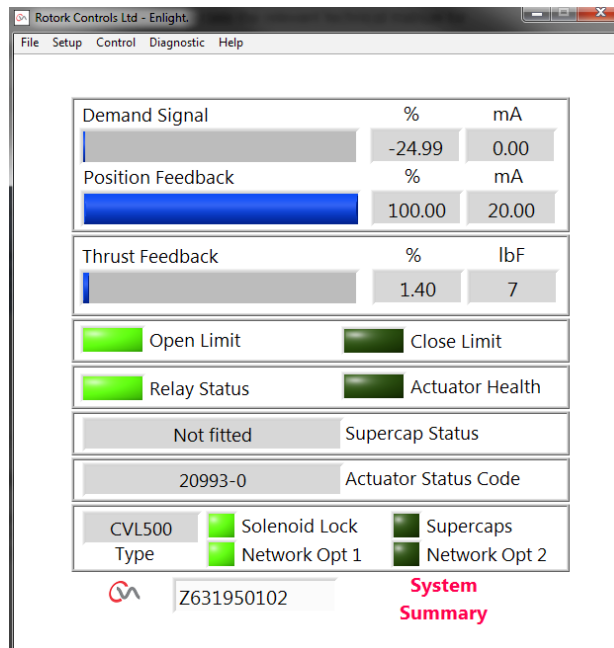 Rotork Controls Ltd - Enlight.
File Setup Control Diagnostic Help
Demand Signal % mA
-24.99 0.00
Position Feedback % mA
100.00 20.00
Thrust Feedback % lbF
1.40 7
Open Limit Close Limit
Relay Status Actuator Health
Not fitted Supercap Status
20993-0 Actuator Status Code
CVL500 Solenoid Lock Supercaps
Type Network Opt 1 Network Opt 2
Z631950102 System
Summary